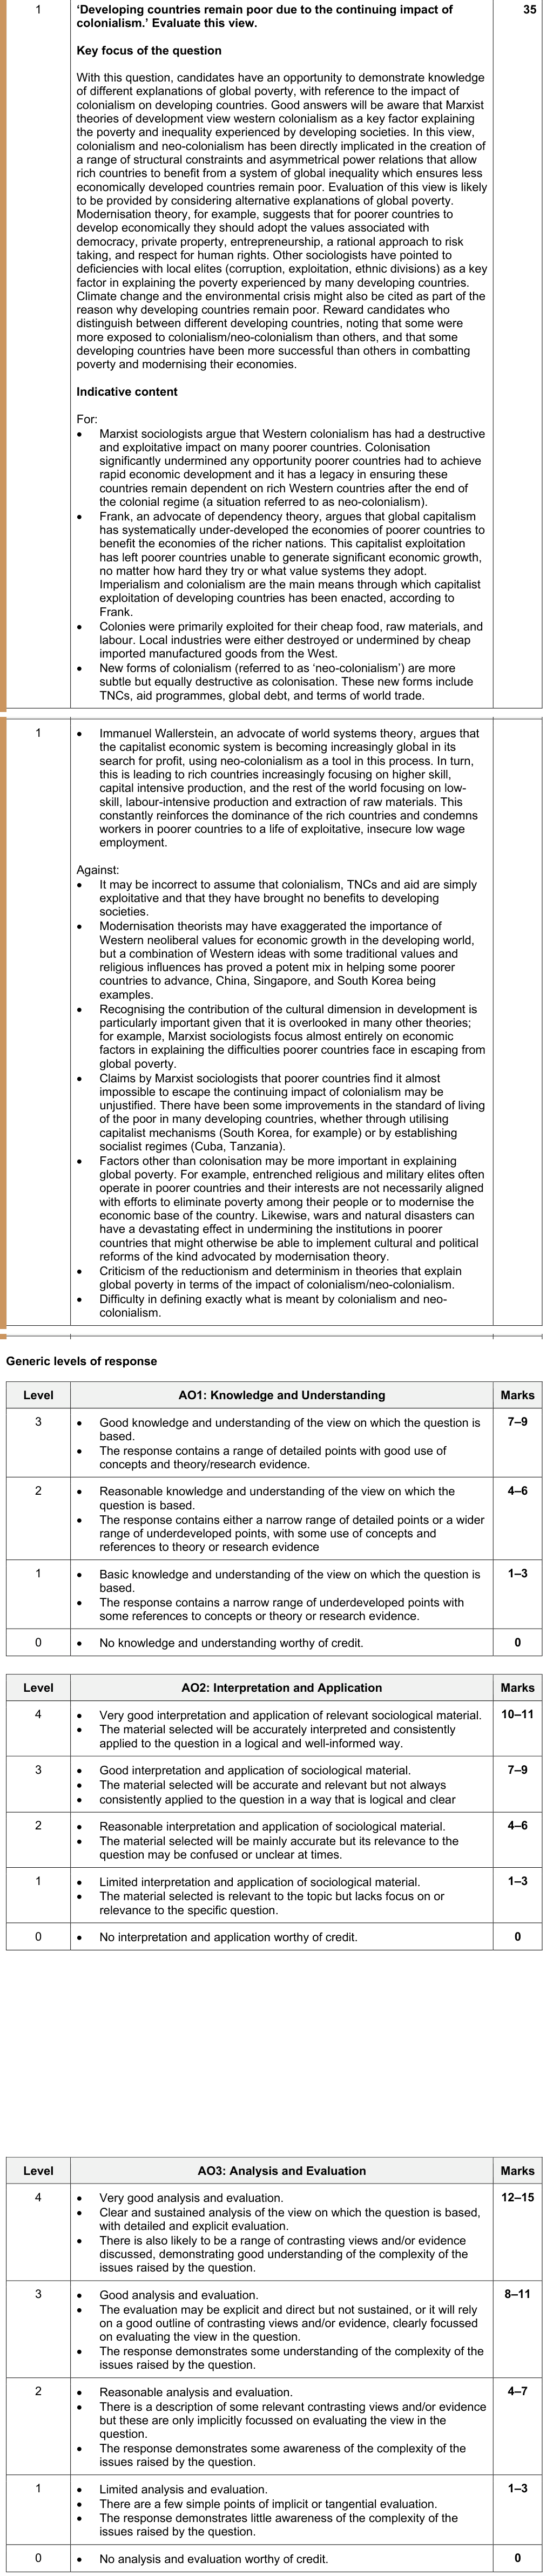 1
‘Developing countries remain poor due to the continuing impact of
colonialism.’ Evaluate this view.
35
Key focus of the question
With this question, candidates have an opportunity to demonstrate knowledge
of different explanations of global poverty, with reference to the impact of
colonialism on developing countries. Good answers will be aware that Marxist
theories of development view western colonialism as a key factor explaining
the poverty and inequality experienced by developing societies. In this view,
colonialism and neo-colonialism has been directly implicated in the creation of
a range of structural constraints and asymmetrical power relations that allow
rich countries to benefit from a system of global inequality which ensures less
economically developed countries remain poor. Evaluation of this view is likely
to be provided by considering alternative explanations of global poverty.
Modernisation theory, for example, suggests that for poorer countries to
develop economically they should adopt the values associated with
democracy, private property, entrepreneurship, a rational approach to risk
taking, and respect for human rights. Other sociologists have pointed to
deficiencies with local elites (corruption, exploitation, ethnic divisions) as a key
factor in explaining the poverty experienced by many developing countries.
Climate change and the environmental crisis might also be cited as part of the
reason why developing countries remain poor. Reward candidates who
distinguish between different developing countries, noting that some were
more exposed to colonialism/neo-colonialism than others, and that some
developing countries have been more successful than others in combatting
poverty and modernising their economies.
Indicative content
For:
• Marxist sociologists argue that Western colonialism has had a destructive
and exploitative impact on many poorer countries. Colonisation
significantly undermined any opportunity poorer countries had to achieve
rapid economic development and it has a legacy in ensuring these
countries remain dependent on rich Western countries after the end of
the colonial regime (a situation referred to as neo-colonialism).
• Frank, an advocate of dependency theory, argues that global capitalism
has systematically under-developed the economies of poorer countries to
benefit the economies of the richer nations. This capitalist exploitation
has left poorer countries unable to generate significant economic growth,
no matter how hard they try or what value systems they adopt.
Imperialism and colonialism are the main means through which capitalist
exploitation of developing countries has been enacted, according to
Frank.
• Colonies were primarily exploited for their cheap food, raw materials, and
labour. Local industries were either destroyed or undermined by cheap
imported manufactured goods from the West.
• New forms of colonialism (referred to as ‘neo-colonialism’) are more
subtle but equally destructive as colonisation. These new forms include
TNCs, aid programmes, global debt, and terms of world trade.
1
• Immanuel Wallerstein, an advocate of world systems theory, argues that
the capitalist economic system is becoming increasingly global in its
search for profit, using neo-colonialism as a tool in this process. In turn,
this is leading to rich countries increasingly focusing on higher skill,
capital intensive production, and the rest of the world focusing on low-
skill, labour-intensive production and extraction of raw materials. This
constantly reinforces the dominance of the rich countries and condemns
workers in poorer countries to a life of exploitative, insecure low wage
employment.
Against:
• It may be incorrect to assume that colonialism, TNCs and aid are simply
exploitative and that they have brought no benefits to developing
societies.
• Modernisation theorists may have exaggerated the importance of
Western neoliberal values for economic growth in the developing world,
but a combination of Western ideas with some traditional values and
religious influences has proved a potent mix in helping some poorer
countries to advance, China, Singapore, and South Korea being
examples.
• Recognising the contribution of the cultural dimension in development is
particularly important given that it is overlooked in many other theories;
for example, Marxist sociologists focus almost entirely on economic
factors in explaining the difficulties poorer countries face in escaping from
global poverty.
• Claims by Marxist sociologists that poorer countries find it almost
impossible to escape the continuing impact of colonialism may be
unjustified. There have been some improvements in the standard of living
of the poor in many developing countries, whether through utilising
capitalist mechanisms (South Korea, for example) or by establishing
socialist regimes (Cuba, Tanzania).
• Factors other than colonisation may be more important in explaining
global poverty. For example, entrenched religious and military elites often
operate in poorer countries and their interests are not necessarily aligned
with efforts to eliminate poverty among their people or to modernise the
economic base of the country. Likewise, wars and natural disasters can
have a devastating effect in undermining the institutions in poorer
countries that might otherwise be able to implement cultural and political
reforms of the kind advocated by modernisation theory.
• Criticism of the reductionism and determinism in theories that explain
global poverty in terms of the impact of colonialism/neo-colonialism.
• Difficulty in defining exactly what is meant by colonialism and neo-
colonialism.
Generic levels of response
Level AO1: Knowledge and Understanding Marks
3 • Good knowledge and understanding of the view on which the question is 7–9
based.
• The response contains a range of detailed points with good use of
concepts and theory/research evidence.
2 • Reasonable knowledge and understanding of the view on which the 4–6
question is based.
• The response contains either a narrow range of detailed points or a wider
range of underdeveloped points, with some use of concepts and
references to theory or research evidence
1 • Basic knowledge and understanding of the view on which the question is 1–3
based.
• The response contains a narrow range of underdeveloped points with
some references to concepts or theory or research evidence.
0 • No knowledge and understanding worthy of credit. 0
Level AO2: Interpretation and Application Marks
4 • Very good interpretation and application of relevant sociological material. 10–11
• The material selected will be accurately interpreted and consistently
applied to the question in a logical and well-informed way.
3 • Good interpretation and application of sociological material. 7–9
• The material selected will be accurate and relevant but not always
• consistently applied to the question in a way that is logical and clear
2 • Reasonable interpretation and application of sociological material. 4–6
• The material selected will be mainly accurate but its relevance to the
question may be confused or unclear at times.
1 • Limited interpretation and application of sociological material. 1–3
• The material selected is relevant to the topic but lacks focus on or
relevance to the specific question.
0 • No interpretation and application worthy of credit. 0
Level AO3: Analysis and Evaluation Marks
4 • Very good analysis and evaluation. 12–15
• Clear and sustained analysis of the view on which the question is based,
with detailed and explicit evaluation.
• There is also likely to be a range of contrasting views and/or evidence
discussed, demonstrating good understanding of the complexity of the
issues raised by the question.
3 • Good analysis and evaluation. 8–11
• The evaluation may be explicit and direct but not sustained, or it will rely
on a good outline of contrasting views and/or evidence, clearly focussed
on evaluating the view in the question.
• The response demonstrates some understanding of the complexity of the
issues raised by the question.
2 • Reasonable analysis and evaluation. 4–7
• There is a description of some relevant contrasting views and/or evidence
but these are only implicitly focussed on evaluating the view in the
question.
• The response demonstrates some awareness of the complexity of the
issues raised by the question.
1 • Limited analysis and evaluation. 1–3
• There are a few simple points of implicit or tangential evaluation.
• The response demonstrates little awareness of the complexity of the
issues raised by the question.
0 • No analysis and evaluation worthy of credit. 0